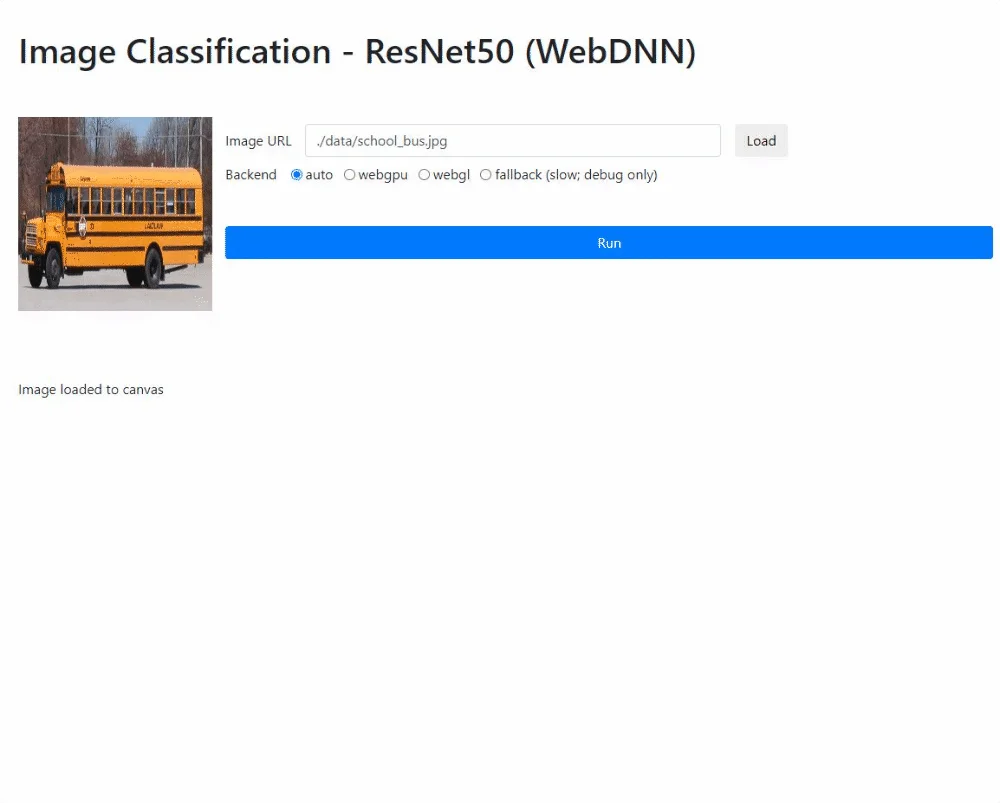 Image Classification - ResNet50 (WebDNN)
Image URL ./data/school_bus.jpg Load
Backend auto webgpu webgl fallback (slow; debug only)
Run
Image loaded to canvas